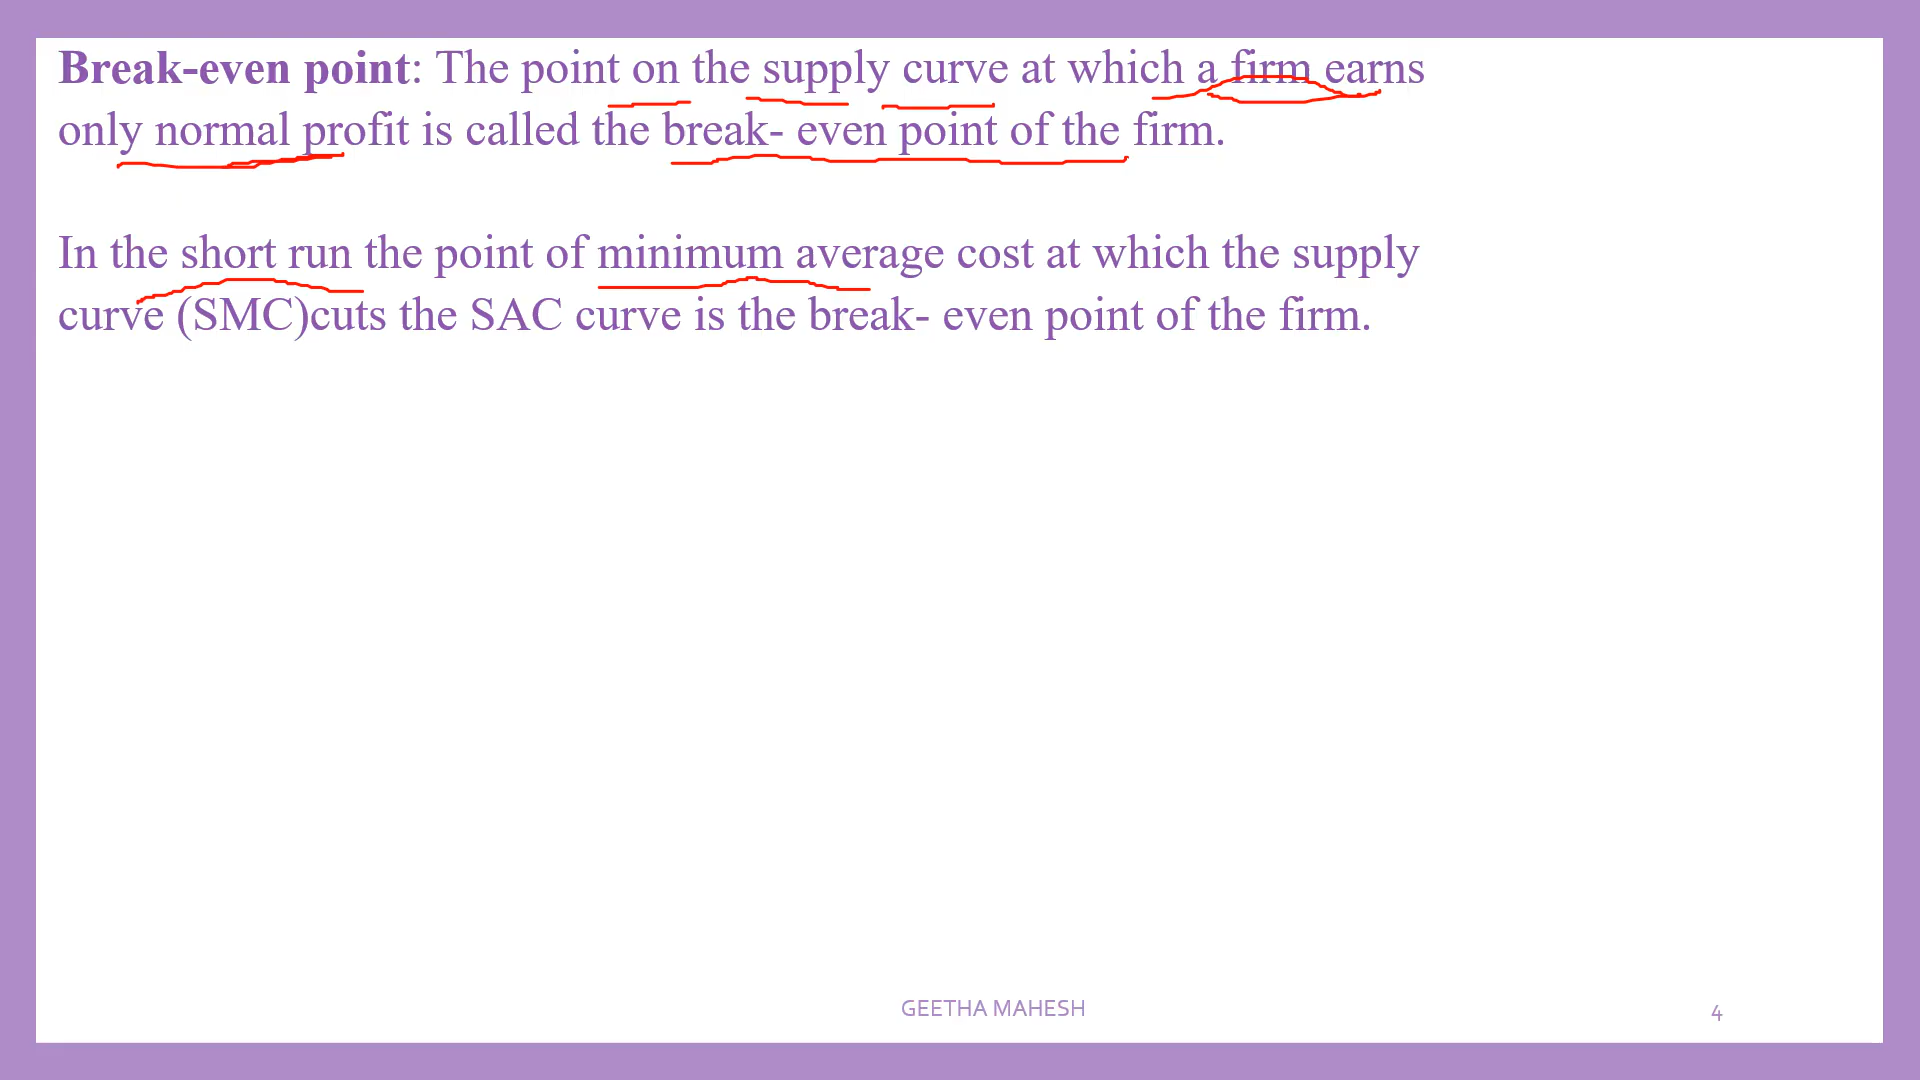 Break-even point: The point on the supply curve at which a firm earns
only normal profit is called the break- even point of the firm.
In the short run the point of minimum average cost at which the supply
curve (SMC)cuts the SAC curve is the break- even point of the firm.
GEETHA MAHESH
4